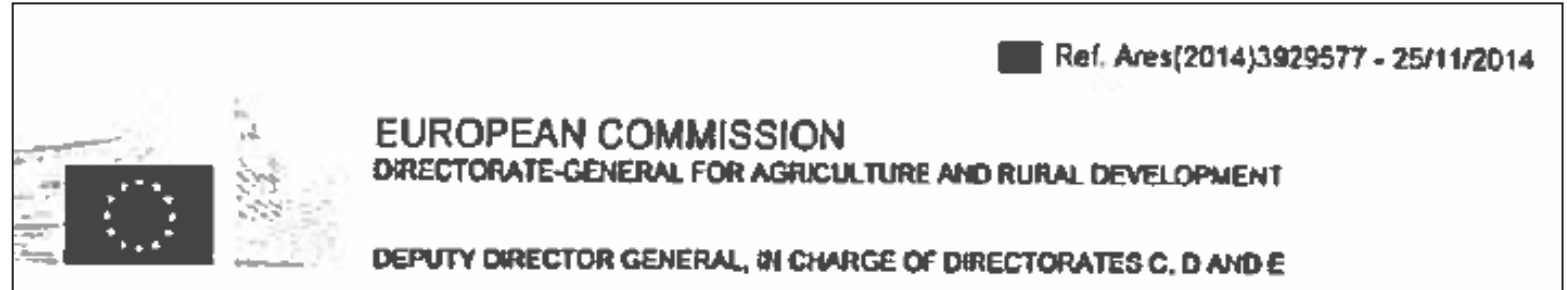 Ref. Ares(2014)3929577 - 25/11/2014
EUROPEAN COMMISSION
DIRECTORATE-GENERAL FOR AGRICULTURE AND RURAL DEVELOPMENT
DEPUTY DIRECTOR GENERAL, IN CHARGE OF DIRECTORATES C, D AND E